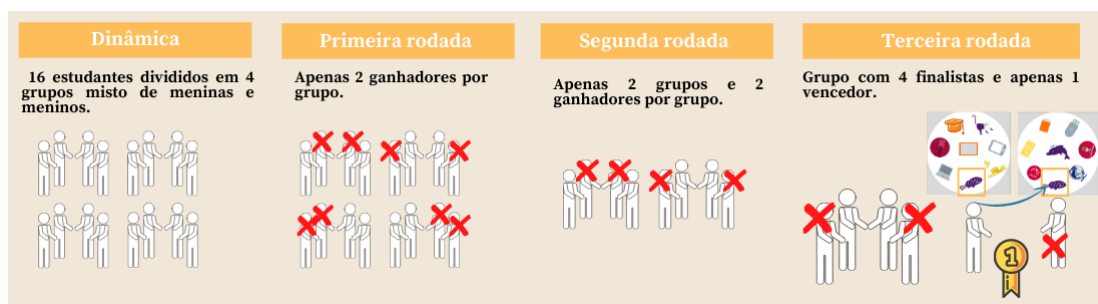 Dinâmica
16 estudantes divididos em 4
grupos misto de meninas e
meninos.
Primeira rodada
Apenas 2 ganhadores por
grupo.
Segunda rodada
Apenas 2 grupos e 2
ganhadores por grupo.
Terceira rodada
Grupo com 4 finalistas e apenas 1
vencedor.
1